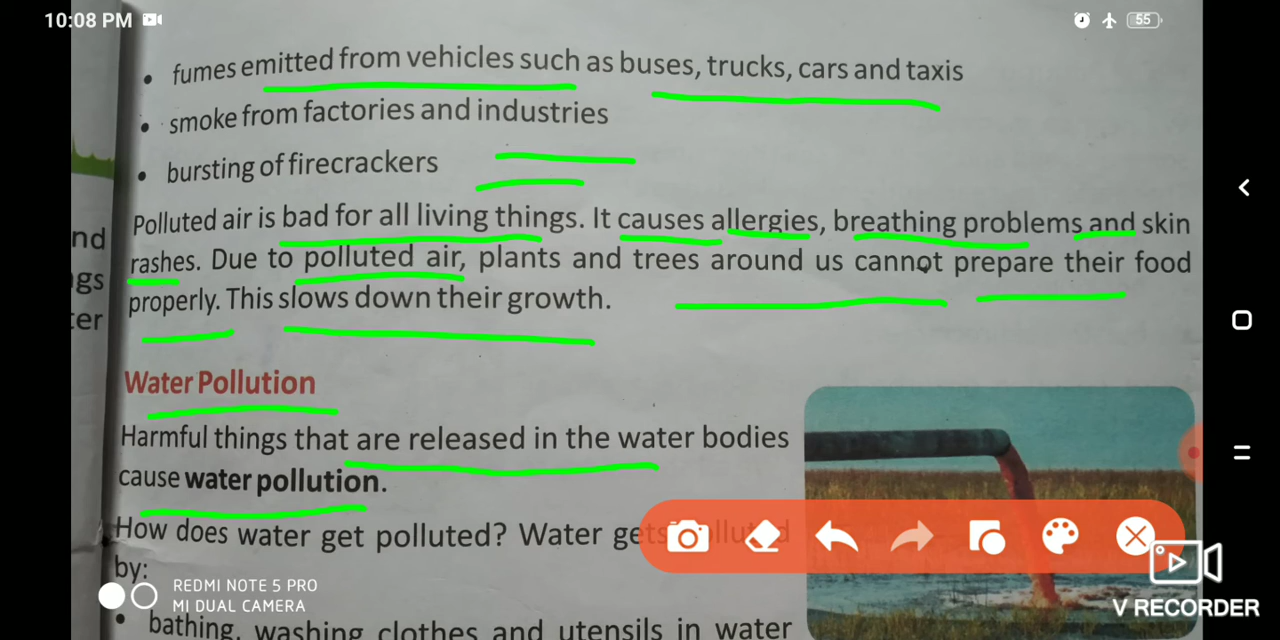 10:08 PM
55
fumes emitted from vehicles such as buses, trucks, cars and taxis
smoke from factories and industries
bursting of firecrackers
Polluted air is bad for all living things. It causes allergies, breathing problems and skin
nd
rashes. Due to polluted air, plants and trees around us cannot prepare their food
gs
properly. This slows down their growth.
ter
Water Pollution
Harmful things that are released in the water bodies
cause water pollution.
How does water get polluted? Water gets polluted
by:
REDMI NOTE 5 PRO
MI DUAL CAMERA
V RECORDER
bathing, washing clothes and utensils in water